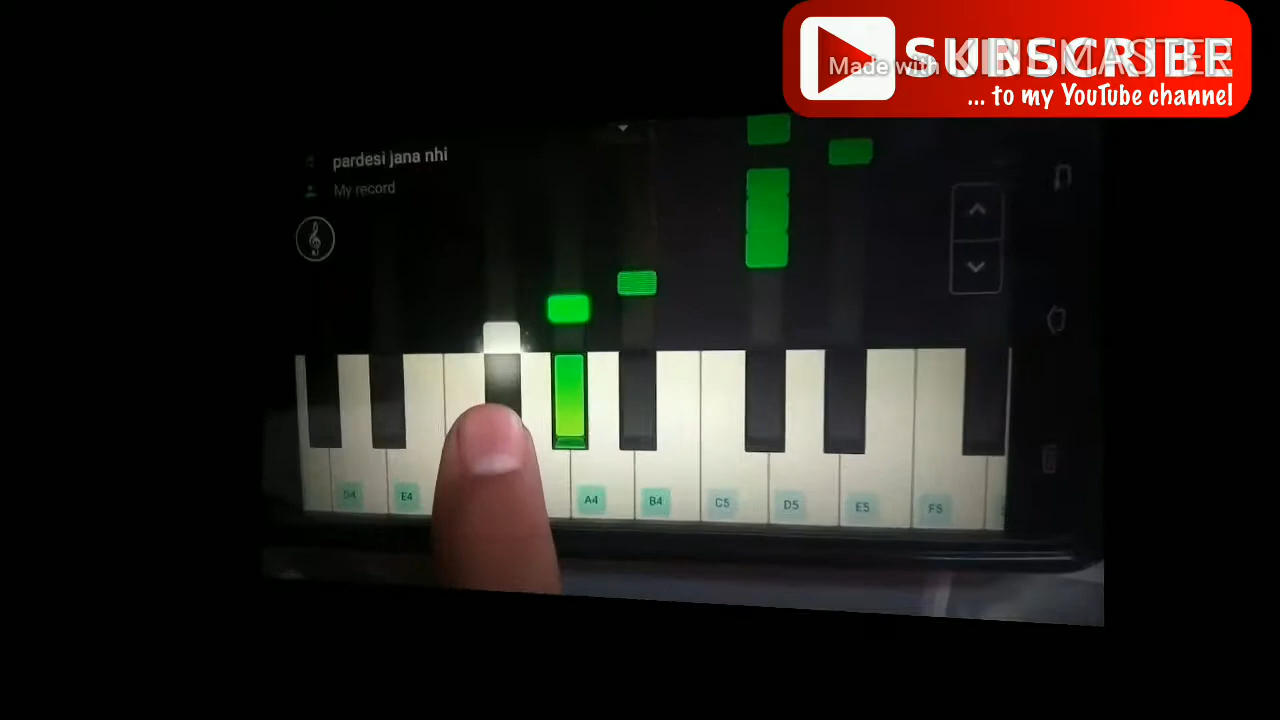 SUBSCRIBE
Made with KINEMASTER
... to my YouTube channel
pardesi jana nhi
My record
D4
E4
A4
B4
C5
D5
E5
F5